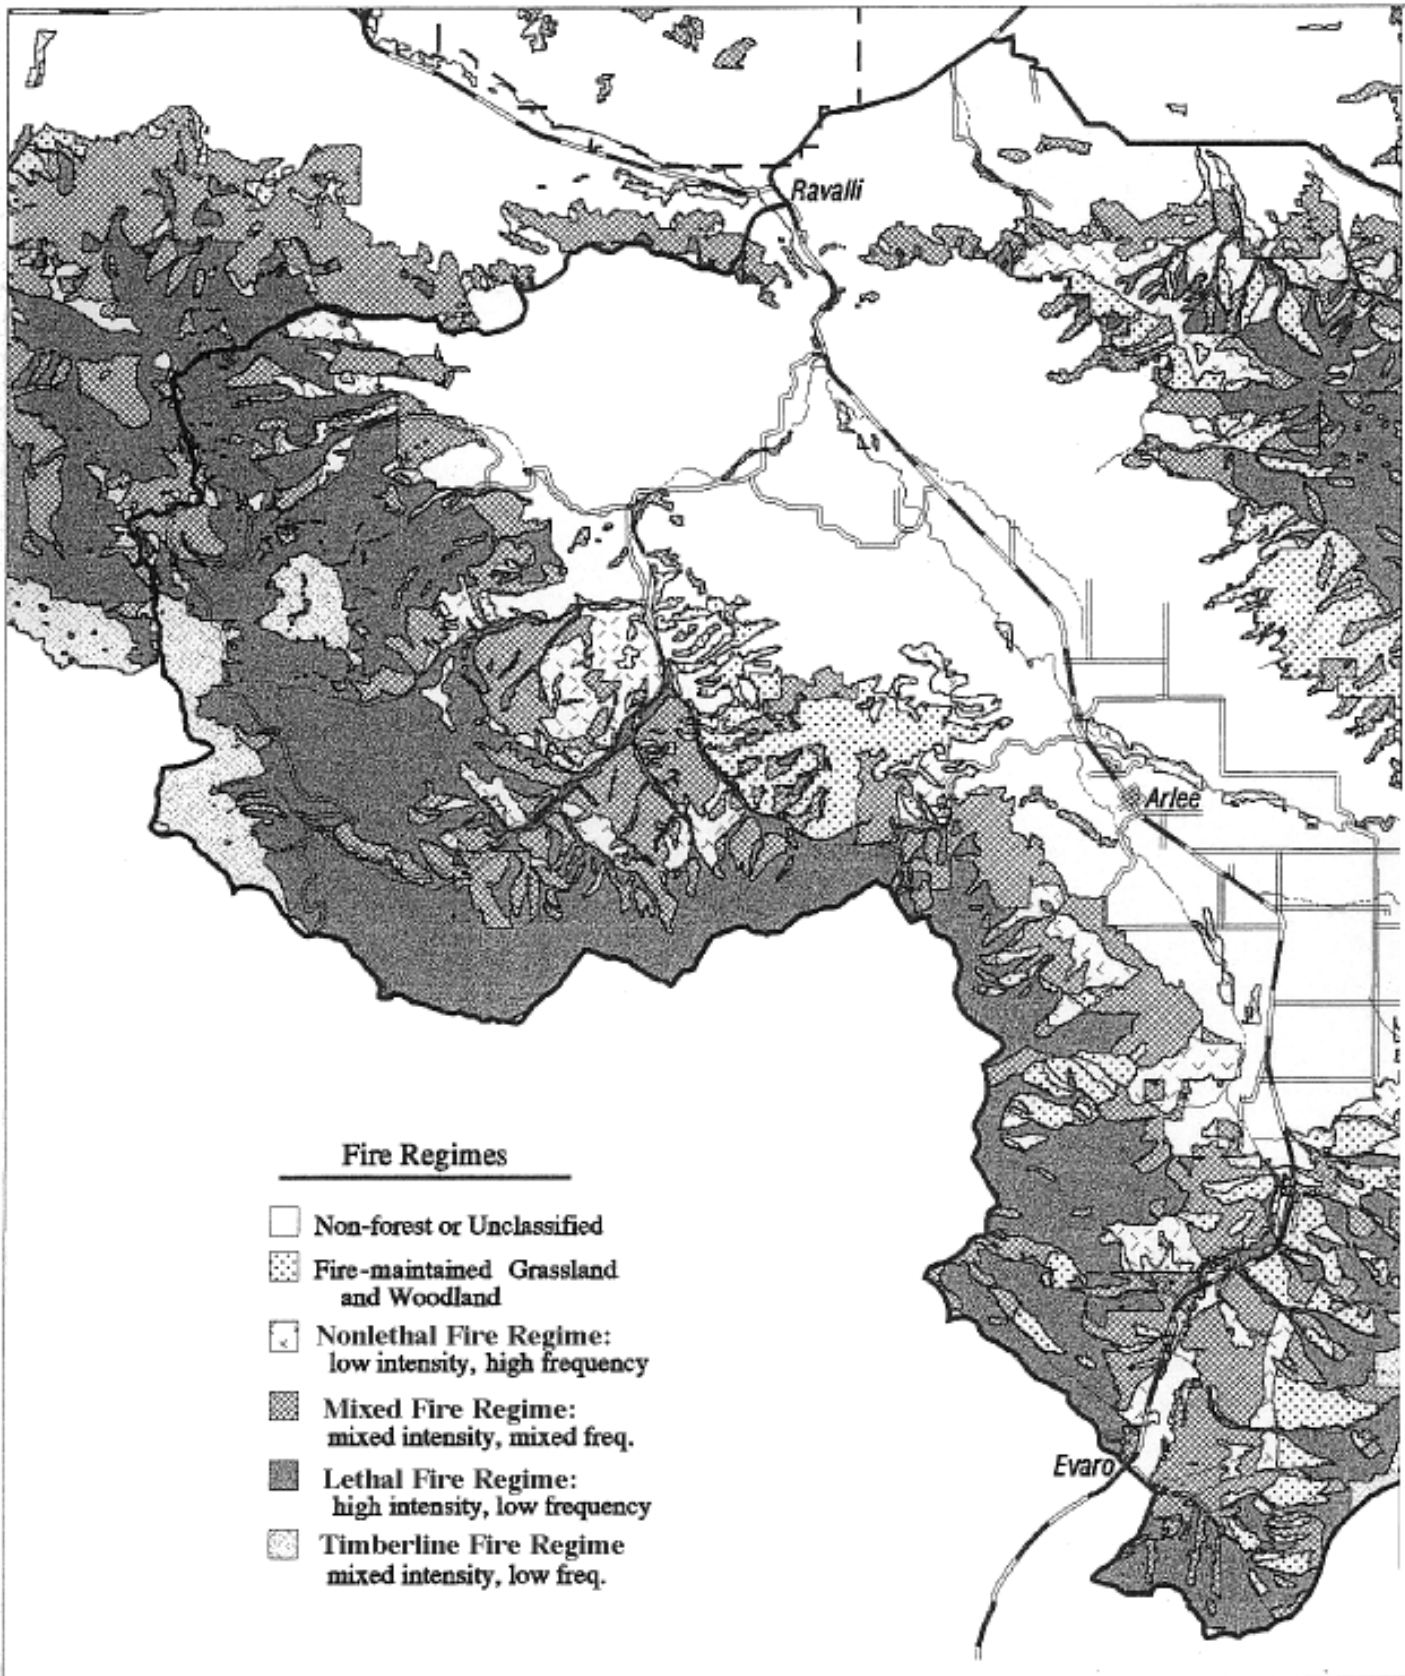 Ravalli
Arlee
Fire Regimes
Non-forest or Unclassified
Fire-maintained Grassland
and Woodland
Nonlethal Fire Regime:
low intensity, high frequency
Mixed Fire Regime:
mixed intensity, mixed freq.
Evaro
Lethal Fire Regime:
high intensity, low frequency
Timberline Fire Regime
mixed intensity, low freq.